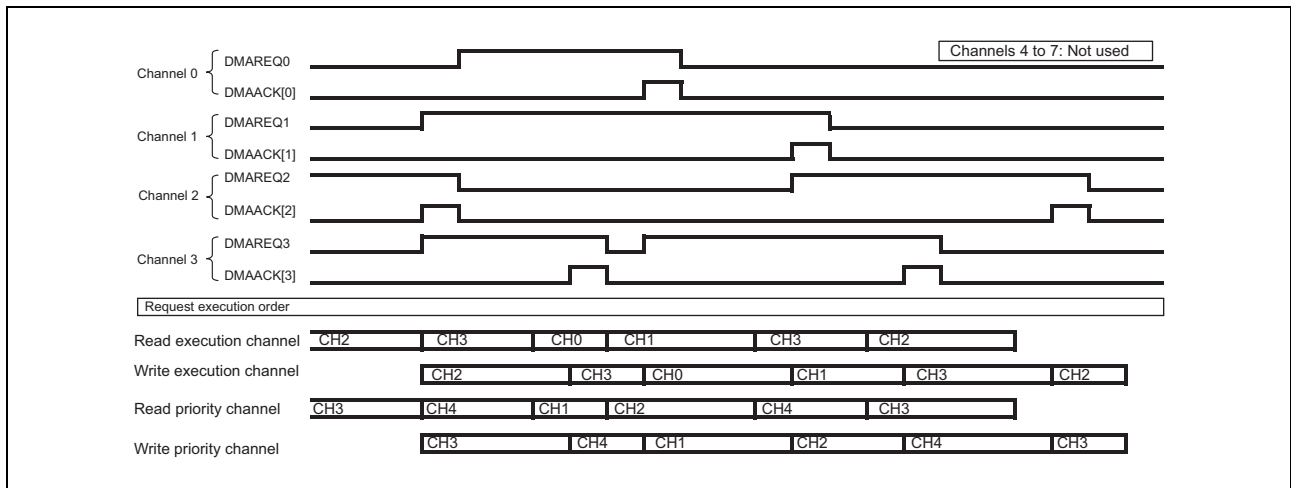 Channels 4 to 7: Not used
Channel 0
DMAREQ0
DMAACK[0]
Channel 1
DMAREQ1
DMAACK[1]
Channel 2
DMAREQ2
DMAACK[2]
Channel 3
DMAREQ3
DMAACK[3]
Request execution order
Read execution channel CH2 CH3 CH0 CH1 CH3 CH2
Write execution channel CH2 CH3 CH0 CH1 CH3 CH2
Read priority channel CH3 CH4 CH1 CH2 CH4 CH3
Write priority channel CH3 CH4 CH1 CH2 CH4 CH3